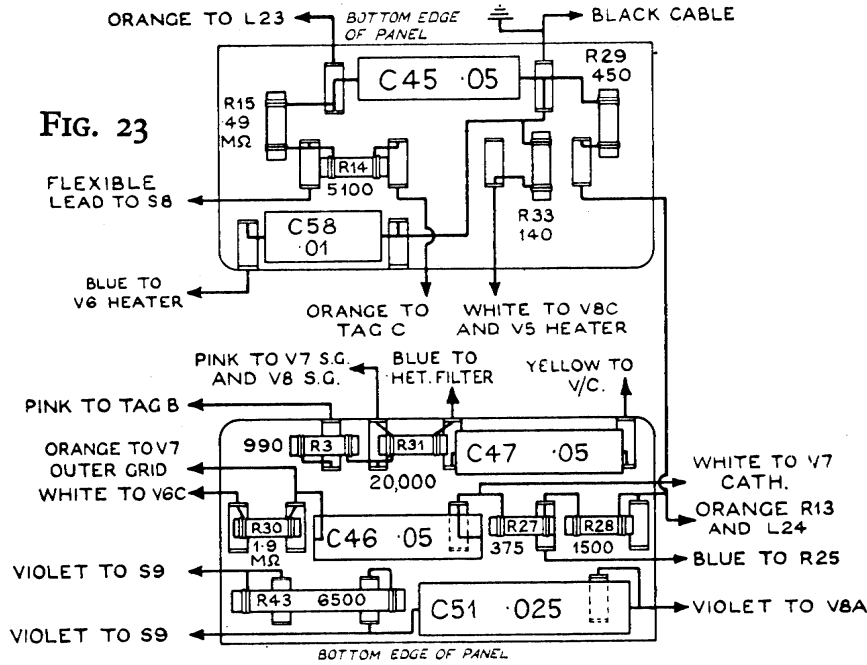 ORANGE TO L23
BOTTOM EDGE
OF PANEL
BLACK CABLE
R29
450
C45 .05
R15
.49
MΩ
FIG. 23
R14
5100
FLEXIBLE
LEAD TO S8
R33
140
C58
.01
BLUE TO
V6 HEATER
ORANGE TO
TAG C
WHITE TO V8C
AND V5 HEATER
PINK TO V7 S.G.
AND V8 S.G.
BLUE TO
HET. FILTER
YELLOW TO
V/C.
PINK TO TAG B
990
R3
R31
C47 .05
20,000
ORANGE TO V7
OUTER GRID
WHITE TO V6C
WHITE TO V7
CATH.
R30
1.9
MΩ
C46 .05
R27
375
R28
1500
ORANGE R13
AND L24
BLUE TO R25
VIOLET TO S9
R43 6500
C51 .025
VIOLET TO V8A
VIOLET TO S9
BOTTOM EDGE OF PANEL